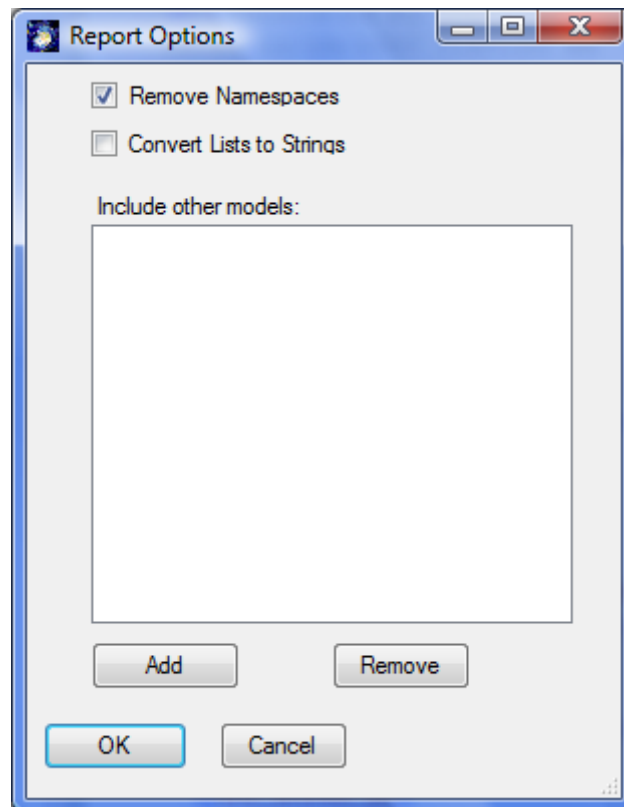 Report Options
Remove Namespaces
Convert Lists to Strings
Include other models:
Add Remove
OK Cancel